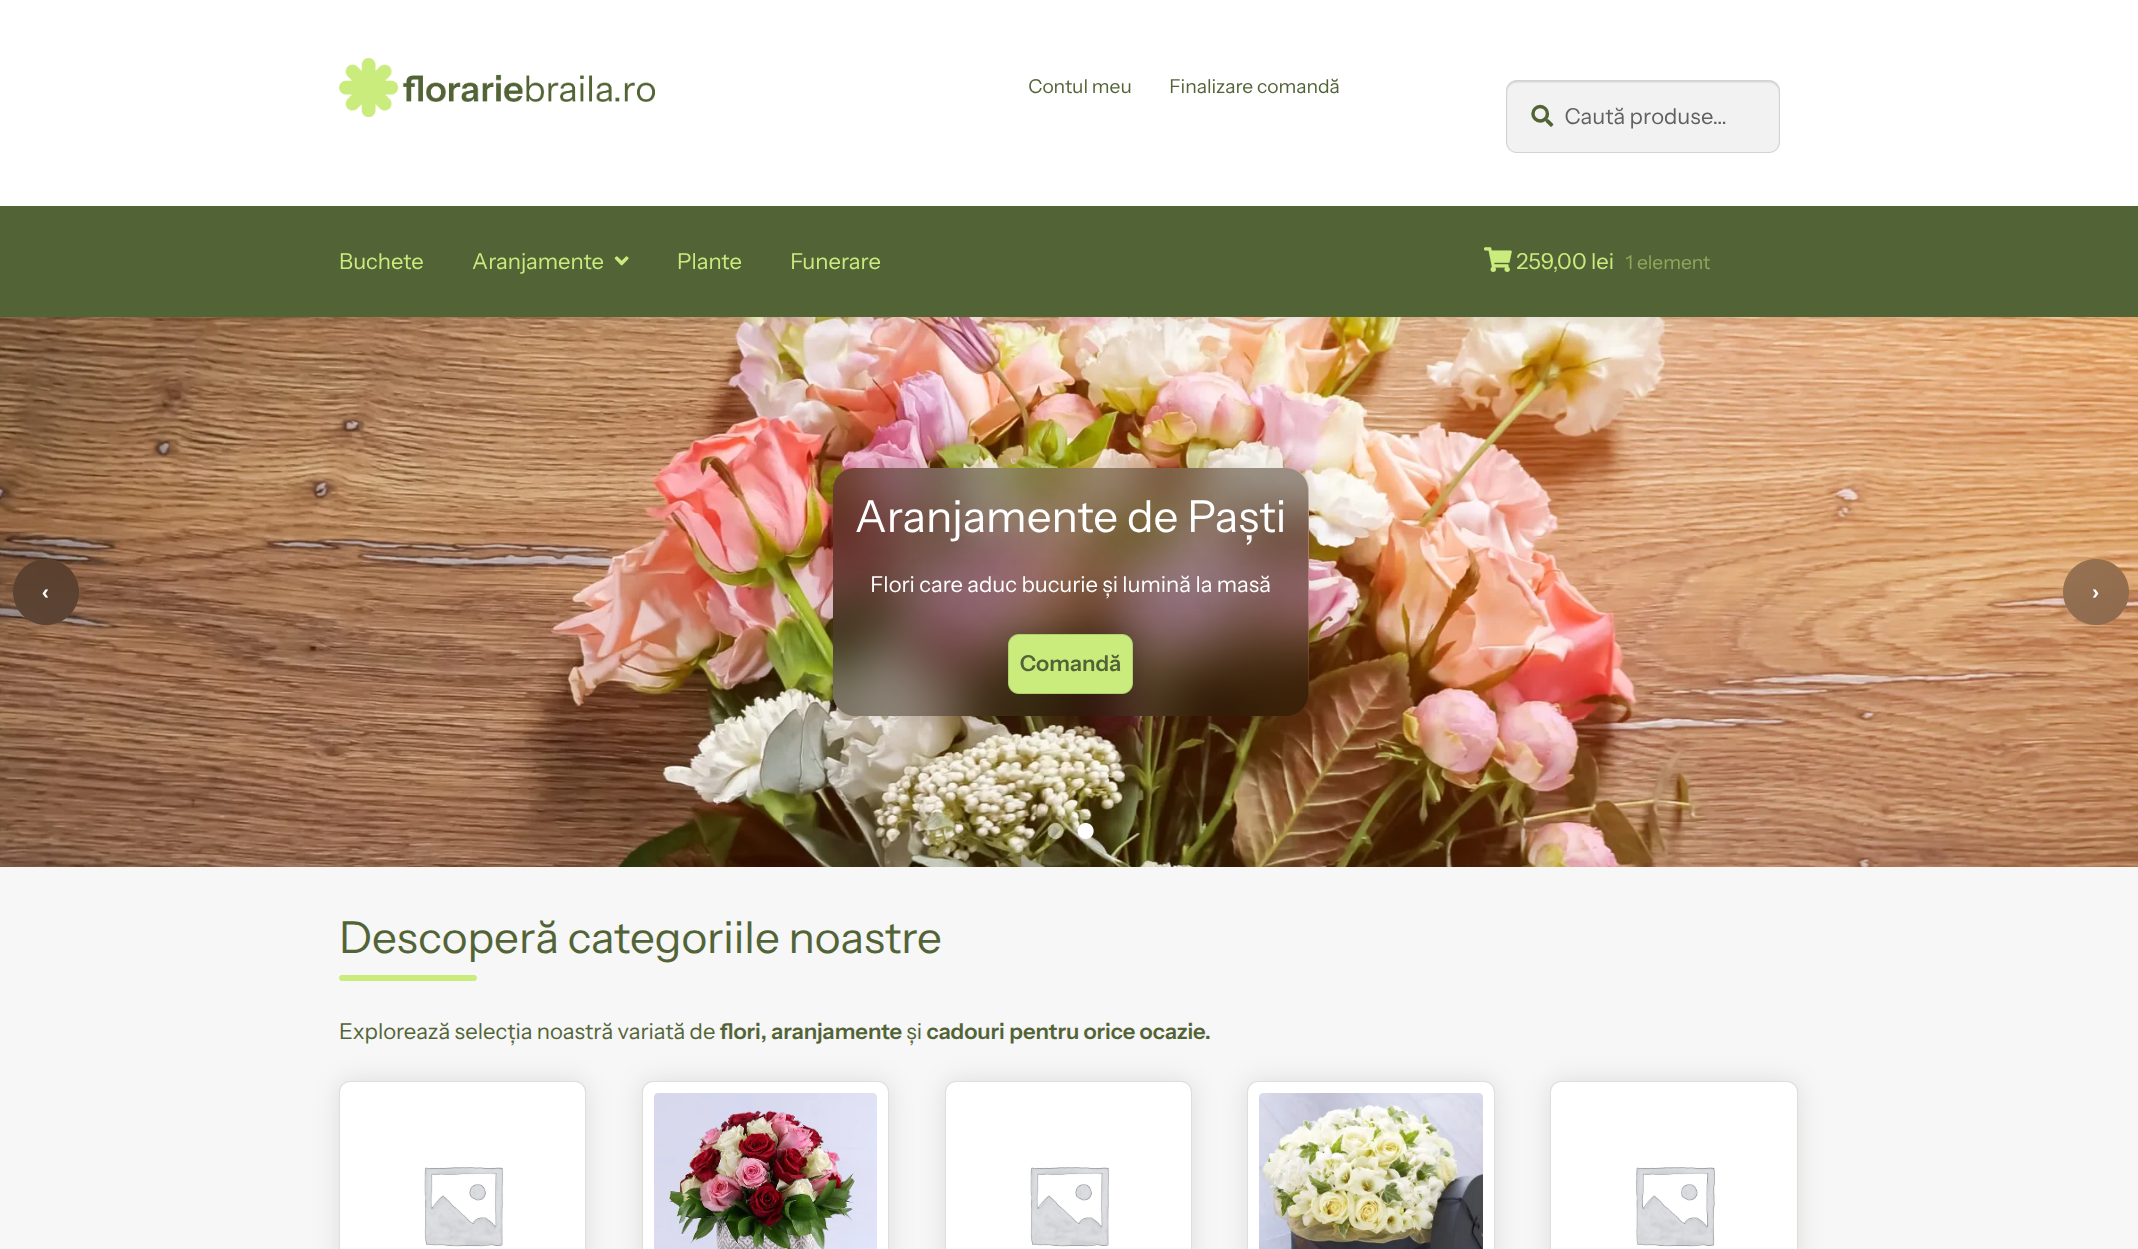 florariebraila.ro
Contul meu Finalizare comandă
Caută produse...
Buchete Aranjamente Plante Funerare 259,00 lei 1 element
Aranjamente de Paști
Flori care aduc bucurie și lumină la masă
Comandă
‹ ›
Descoperă categoriile noastre
Explorează selecția noastră variată de flori, aranjamente și cadouri pentru orice ocazie.